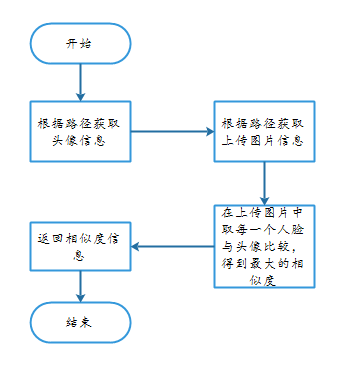 开始
根据路径获取
头像信息
根据路径获取
上传图片信息
在上传图片中
取每一个人脸
与头像比较，
得到最大的相
似度
返回相似度信
息
结束